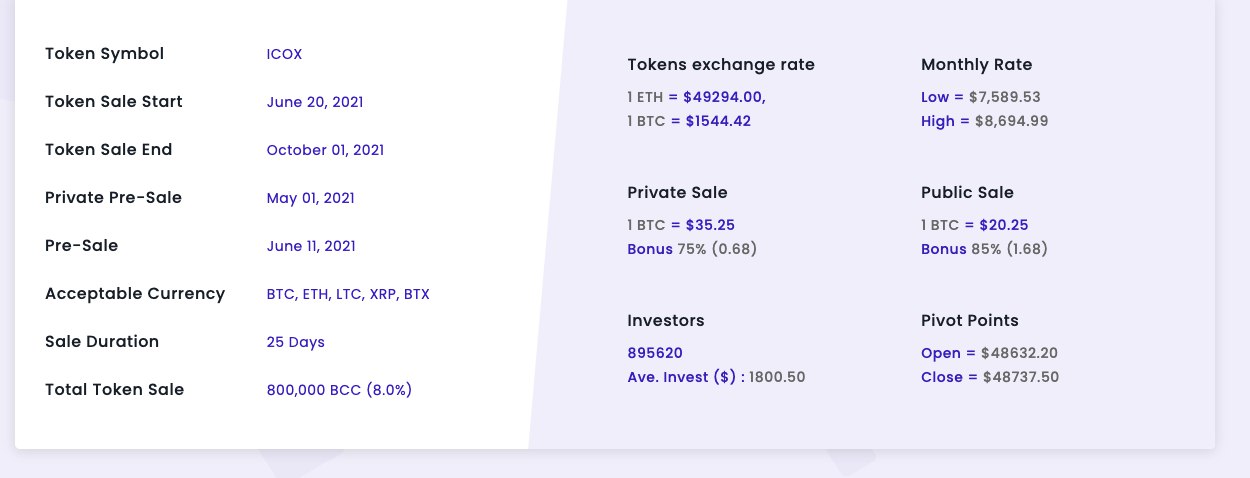 Token Symbol ICOX
Token Sale Start June 20, 2021
Token Sale End October 01, 2021
Private Pre-Sale May 01, 2021
Pre-Sale June 11, 2021
Acceptable Currency BTC, ETH, LTC, XRP, BTX
Sale Duration 25 Days
Total Token Sale 800,000 BCC (8.0%)
Tokens exchange rate
1 ETH = $49294.00,
1 BTC = $1544.42
Monthly Rate
Low = $7,589.53
High = $8,694.99
Private Sale
1 BTC = $35.25
Bonus 75% (0.68)
Public Sale
1 BTC = $20.25
Bonus 85% (1.68)
Investors
895620
Ave. Invest ($) : 1800.50
Pivot Points
Open = $48632.20
Close = $48737.50